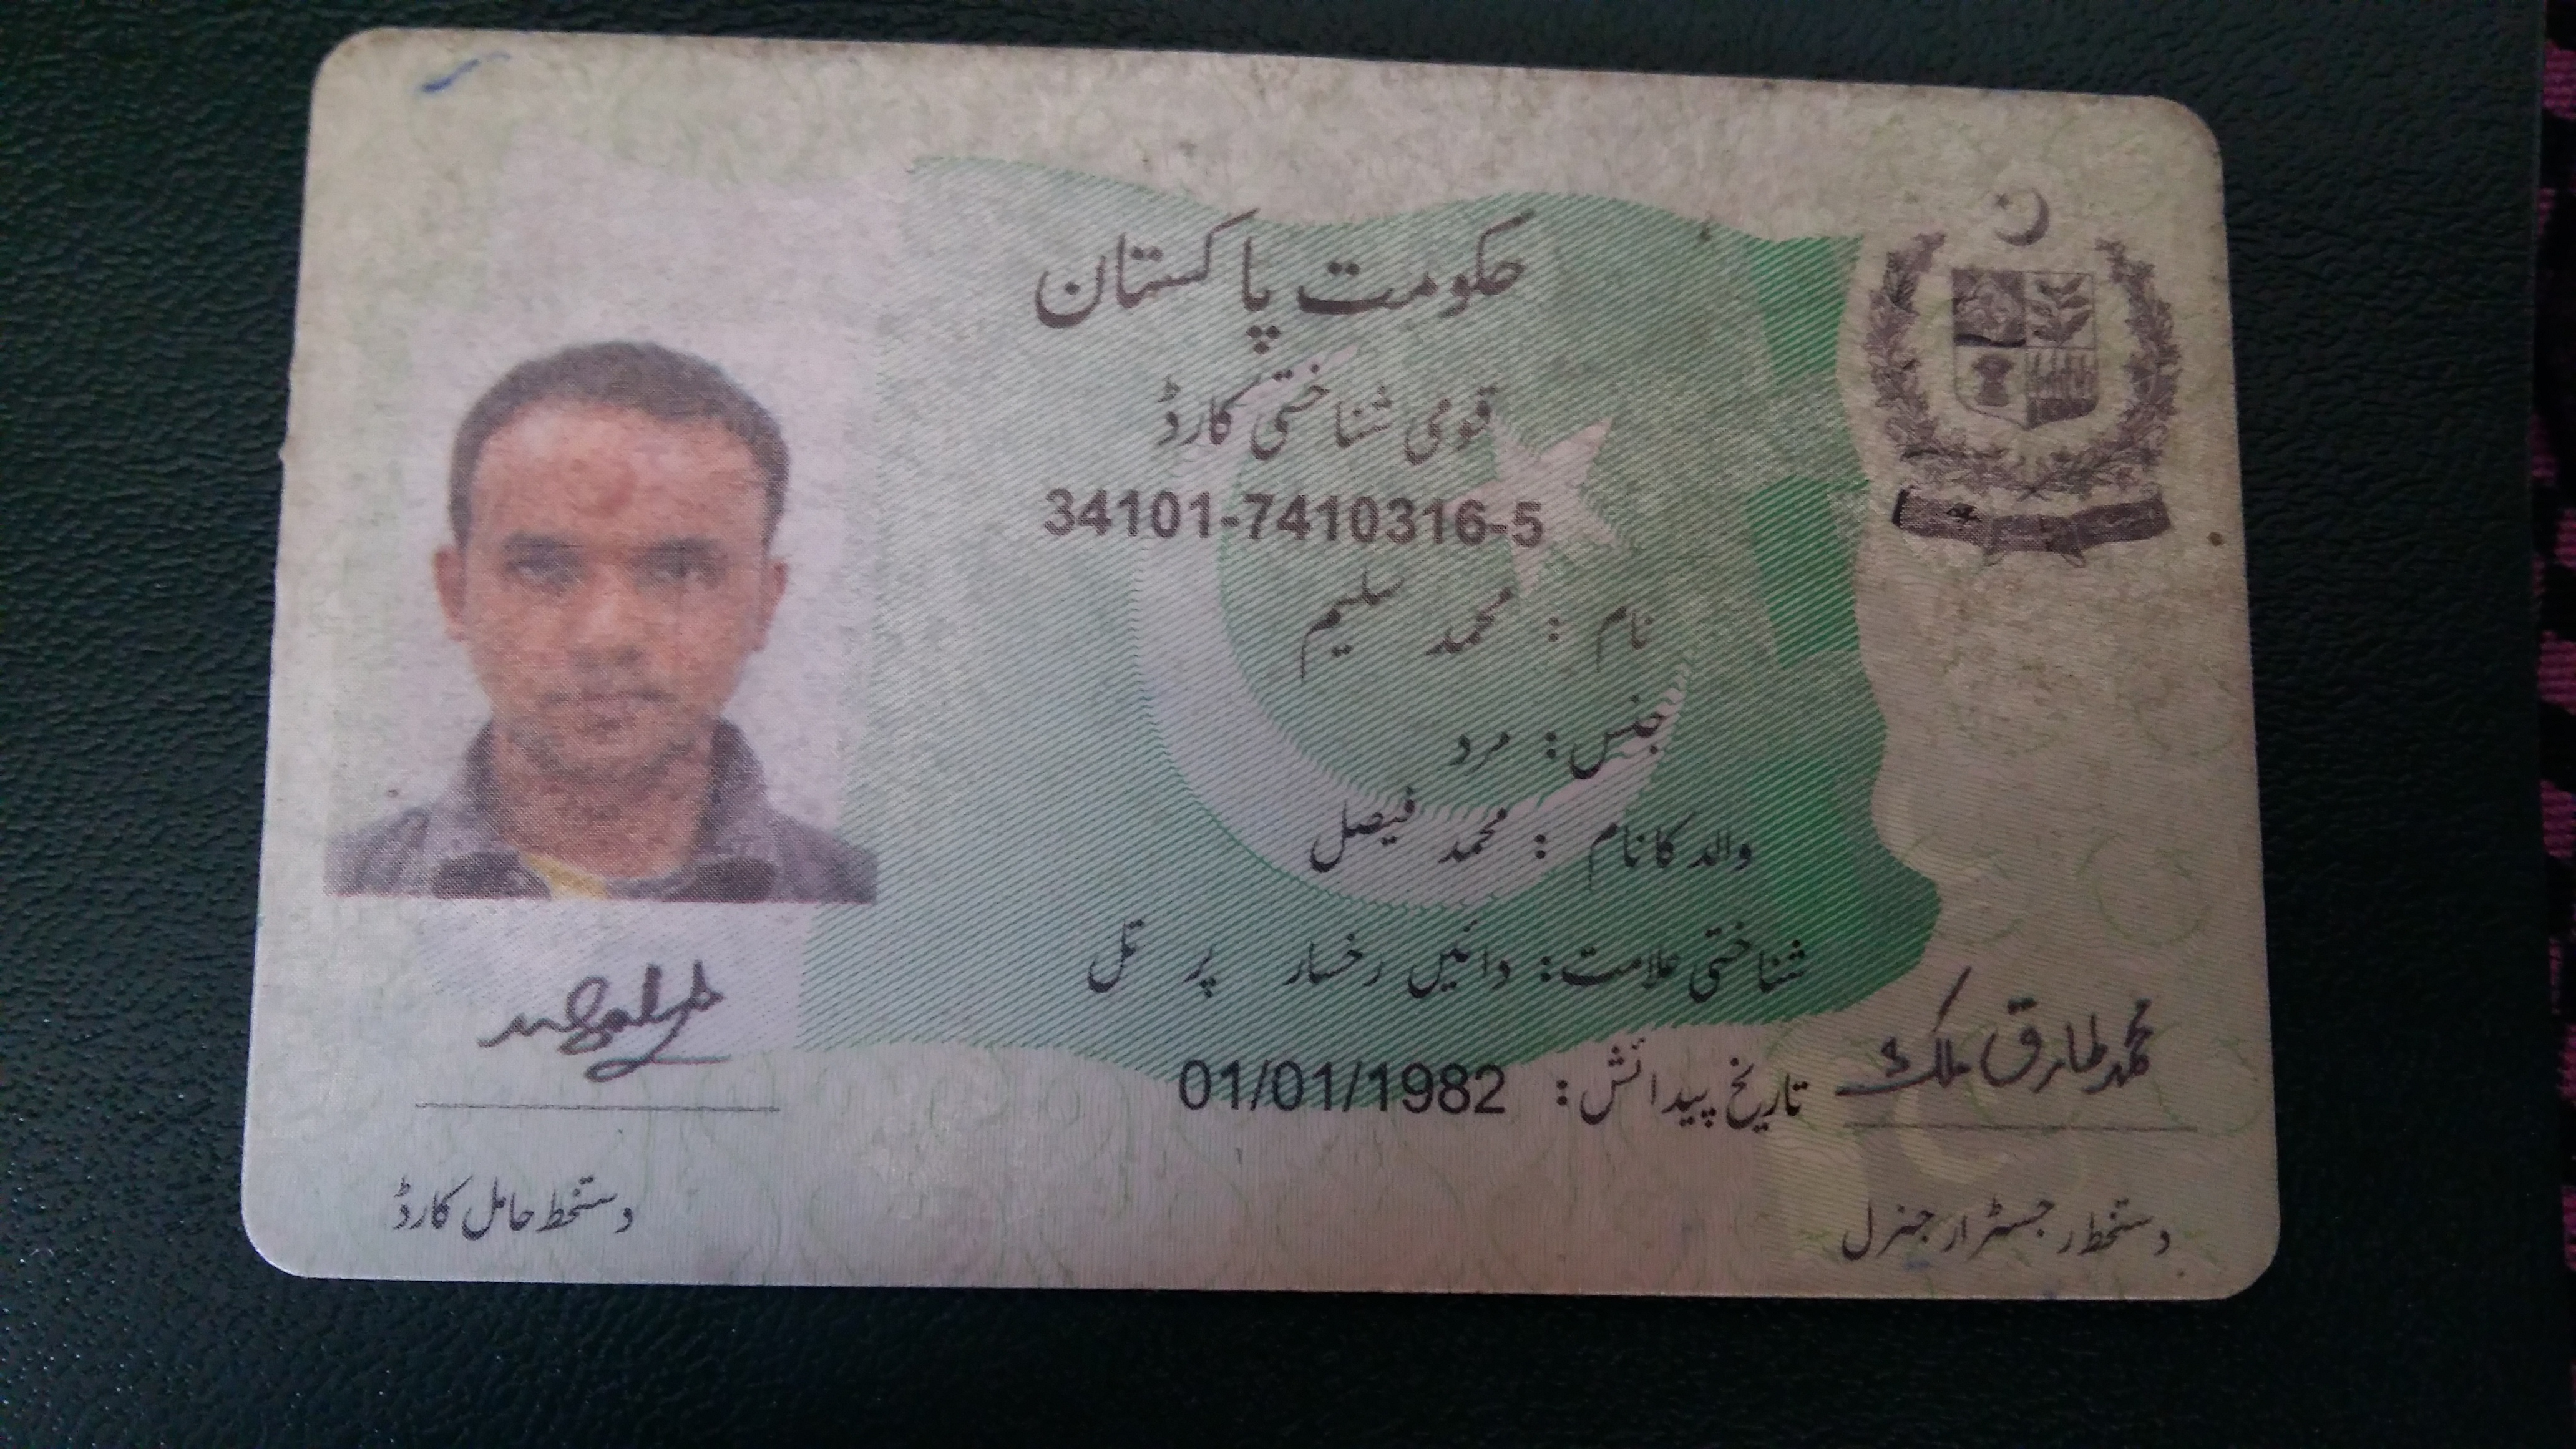 حکومت پاکستان
قومی شناختی کارڈ
34101-7410316-5
نام : محمد سلیم
جنس: مرد
والد کا نام : محمد فیصل
شناختی علامت: دائیں رخسار پر تل
تاریخ پیدائش: 01/01/1982
محمد طارق ملک
دستخط رجسٹرار جنرل
دستخط حامل کارڈ